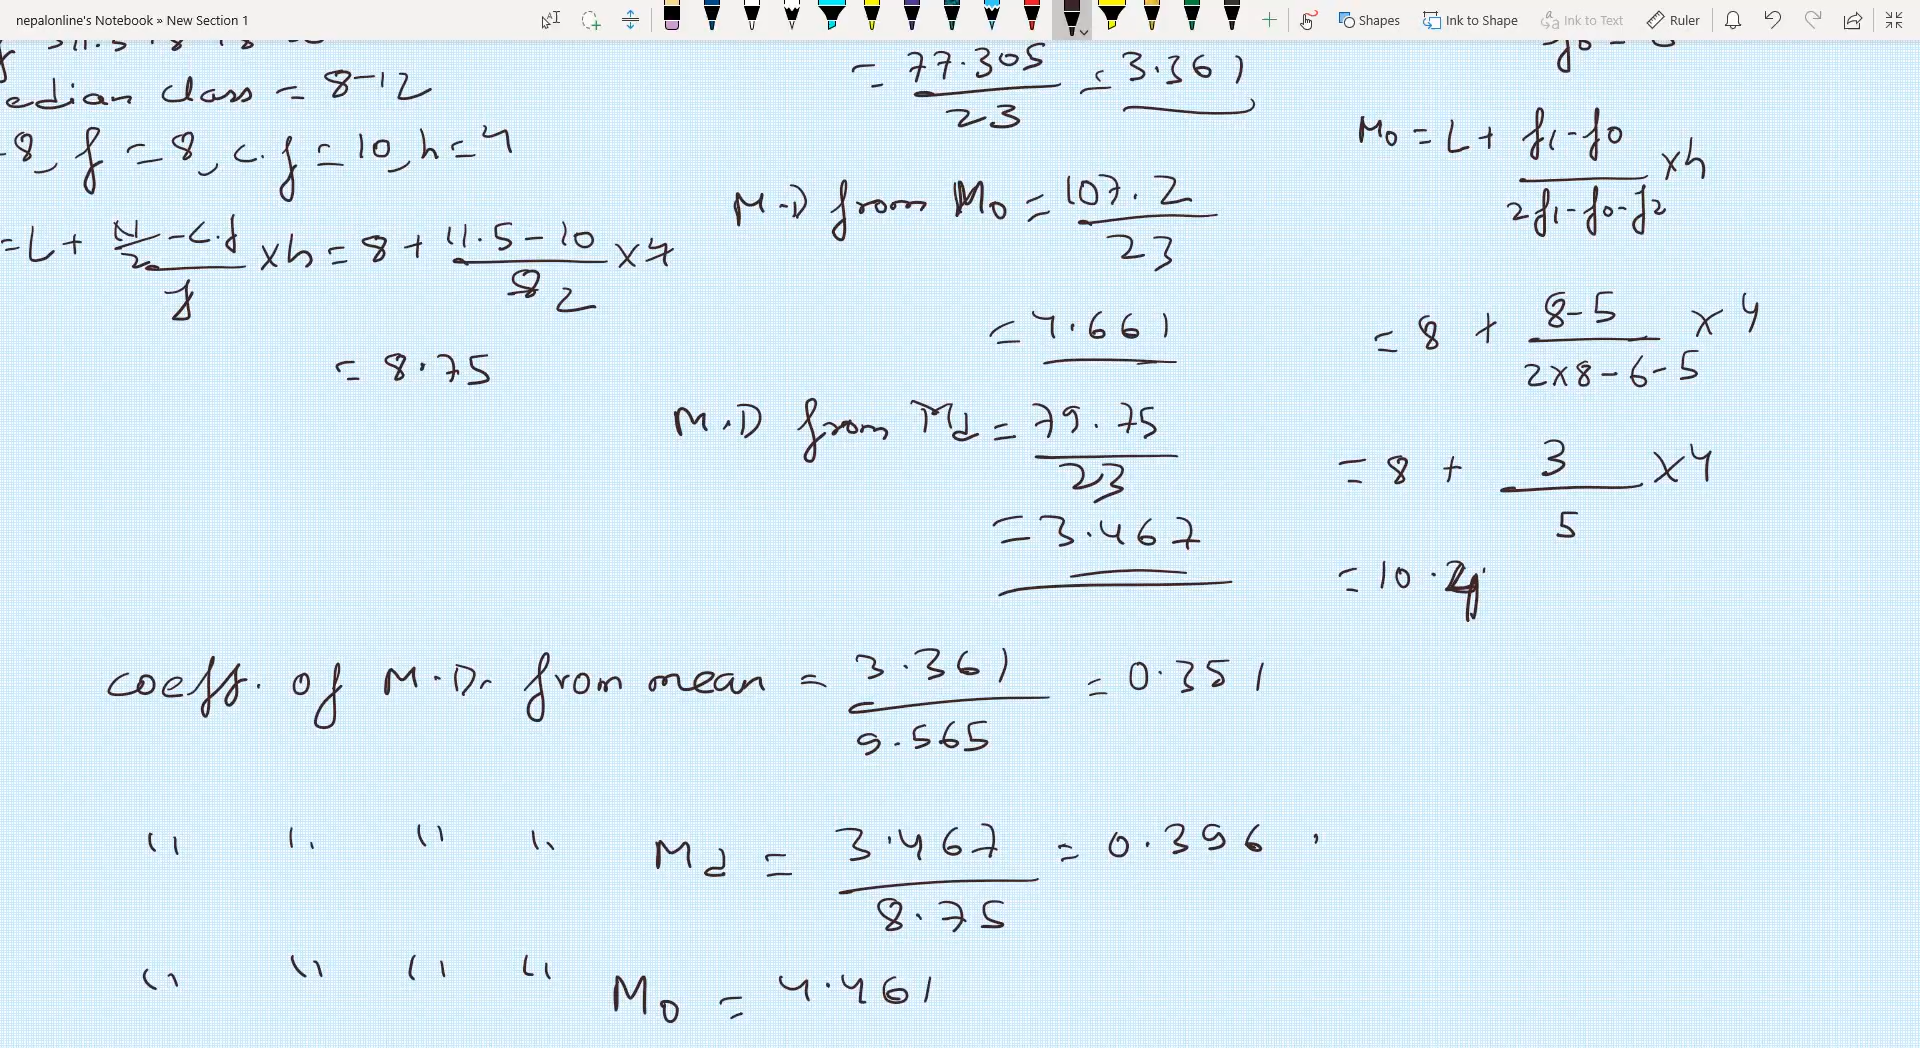 nepalonline's Notebook » New Section 1
Shapes
Ink to Shape
Ink to Text
Ruler
edian class = 8-12
8, f = 8, c.f = 10, h = 4
= L + N/2 - c.f / f × h = 8 + 11.5 - 10 / 8 2 × 4
= 8.75
= 77.305 / 23 = 3.361
M.D from Mo = 107.2 / 23
= 4.661
M.D from Md = 79.75 / 23
= 3.467
Mo = L + f1 - f0 / 2f1 - f0 - f2 × h
= 8 + 8-5 / 2×8-6-5 × 4
= 8 + 3 / 5 × 4
coeff. of M.D. from mean = 3.361 / 9.565 = 0.351
" " " " Md = 3.467 / 8.75 = 0.396
" " " " Mo = 4.461